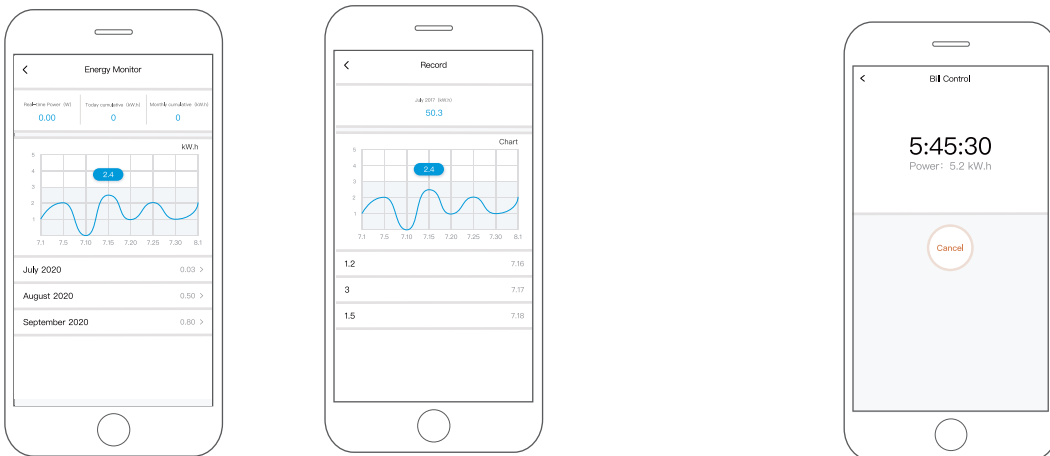 Energy Monitor
Real-time Power (W) Today cumulative (kW.h) Monthly cumulative (kW.h)
0.00 0 0
kW.h
5
4
2.4
3
2
1
7.1 7.5 7.10 7.15 7.20 7.25 7.30 8.1
July 2020 0.03 >
August 2020 0.50 >
September 2020 0.80 >
Record
July 2017 (kW.h)
50.3
Chart
5
4
2.4
3
2
1
7.1 7.5 7.10 7.15 7.20 7.25 7.30 8.1
1.2 7.16
3 7.17
1.5 7.18
Bill Control
5:45:30
Power: 5.2 kW.h
Cancel